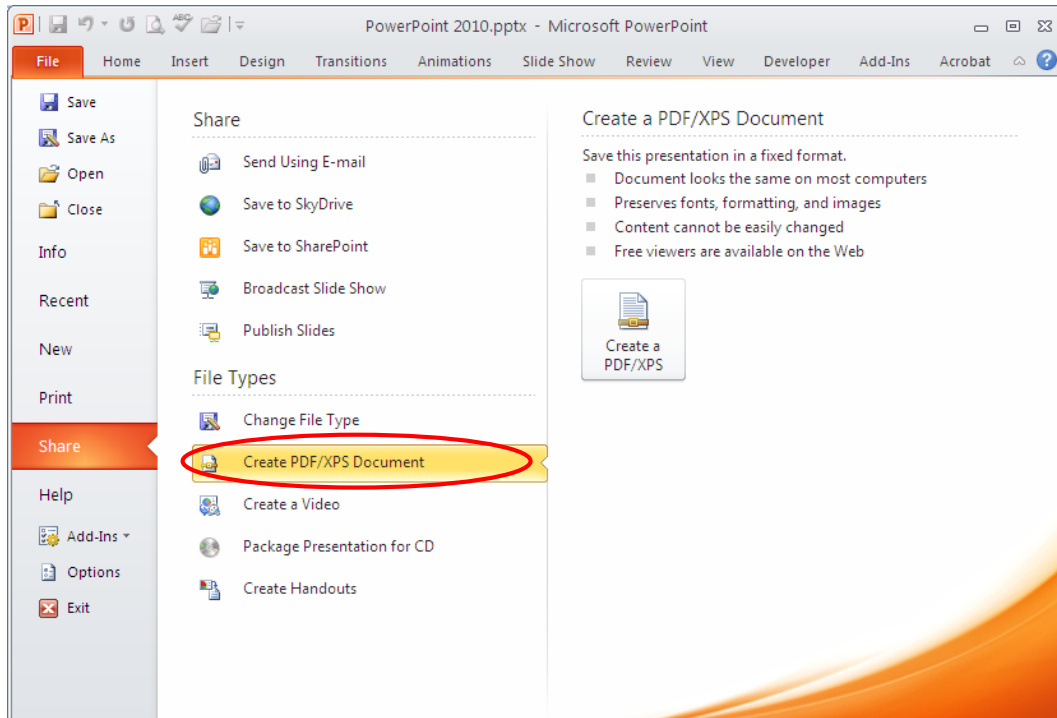 PowerPoint 2010.pptx - Microsoft PowerPoint
File Home Insert Design Transitions Animations Slide Show Review View Developer Add-Ins Acrobat
Save
Save As
Open
Close
Info
Recent
New
Print
Share
Help
Add-Ins
Options
Exit
Share
Send Using E-mail
Save to SkyDrive
Save to SharePoint
Broadcast Slide Show
Publish Slides
File Types
Change File Type
Create PDF/XPS Document
Create a Video
Package Presentation for CD
Create Handouts
Create a PDF/XPS Document
Save this presentation in a fixed format.
Document looks the same on most computers
Preserves fonts, formatting, and images
Content cannot be easily changed
Free viewers are available on the Web
Create a
PDF/XPS